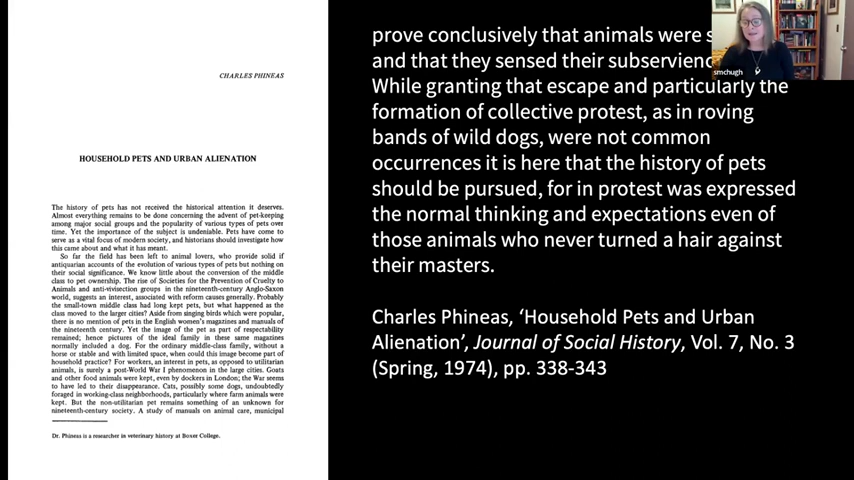 CHARLES PHINEAS
HOUSEHOLD PETS AND URBAN ALIENATION
The history of pets has not received the historical attention it deserves.
Almost everything remains to be done concerning the advent of pet-keeping
among major social groups and the popularity of various types of pets over
time. Yet the importance of the subject is undeniable. Pets have come to
serve as a vital focus of modern society, and historians should investigate how
this came about and what it has meant.
So far the field has been left to animal lovers, who provide solid if
antiquarian accounts of the evolution of various types of pets but nothing on
their social significance. We know little about the conversion of the middle
class to pet ownership. The rise of Societies for the Prevention of Cruelty to
Animals and anti-vivisection groups in the nineteenth-century Anglo-Saxon
world, suggests an interest, associated with reform causes generally. Probably
the small-town middle class had long kept pets, but what happened as the
class moved to the larger cities? Aside from singing birds which were popular,
there is no mention of pets in the English women's magazines and manuals of
the nineteenth century. Yet the image of the pet as part of respectability
remained; hence pictures of the ideal family in these same magazines
normally included a dog. For the ordinary middle-class family, without a
horse or stable and with limited space, when could this image become part of
household practice? For workers, an interest in pets, as opposed to utilitarian
animals, is surely a post-World War I phenomenon in the large cities. Goats
and other food animals were kept, even by dockers in London; the War seems
to have led to their disappearance. Cats, possibly some dogs, undoubtedly
foraged in working-class neighborhoods, particularly where farm animals were
kept. But the non-utilitarian pet remains something of an unknown for
nineteenth-century society. A study of manuals on animal care, municipal
Dr. Phineas is a researcher in veterinary history at Boxer College.
prove conclusively that animals were
and that they sensed their
While granting that escape and particularly the
formation of collective protest, as in roving
bands of wild dogs, were not common
occurrences it is here that the history of pets
should be pursued, for in protest was expressed
the normal thinking and expectations even of
those animals who never turned a hair against
their masters.
Charles Phineas, ‘Household Pets and Urban
Alienation’, Journal of Social History, Vol. 7, No. 3
(Spring, 1974), pp. 338-343
smchugh